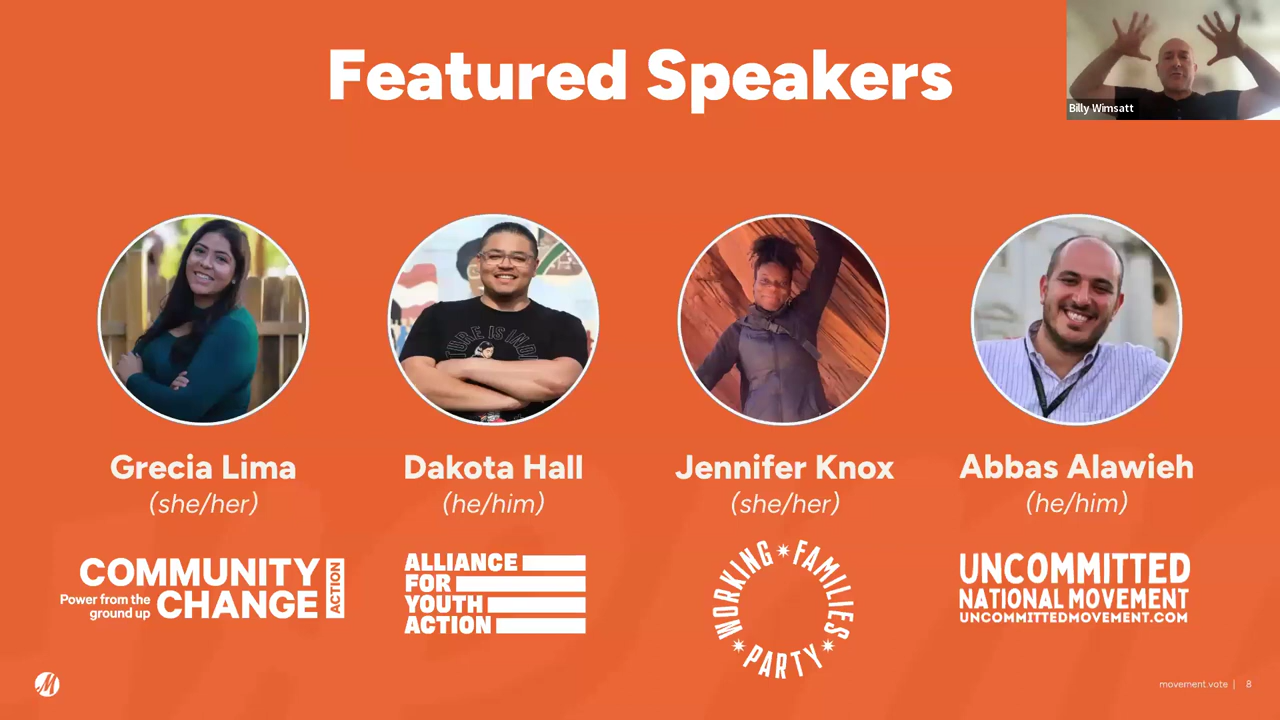 Featured Speakers
Billy Wimsatt
Grecia Lima
(she/her)
COMMUNITY
Power from the
ground up
CHANGE
ACTION
Dakota Hall
(he/him)
ALLIANCE
FOR
YOUTH
ACTION
Jennifer Knox
(she/her)
WORKING FAMILIES
PARTY
Abbas Alawieh
(he/him)
UNCOMMITTED
NATIONAL MOVEMENT
UNCOMMITTEDMOVEMENT.COM
M
movement.vote | 8